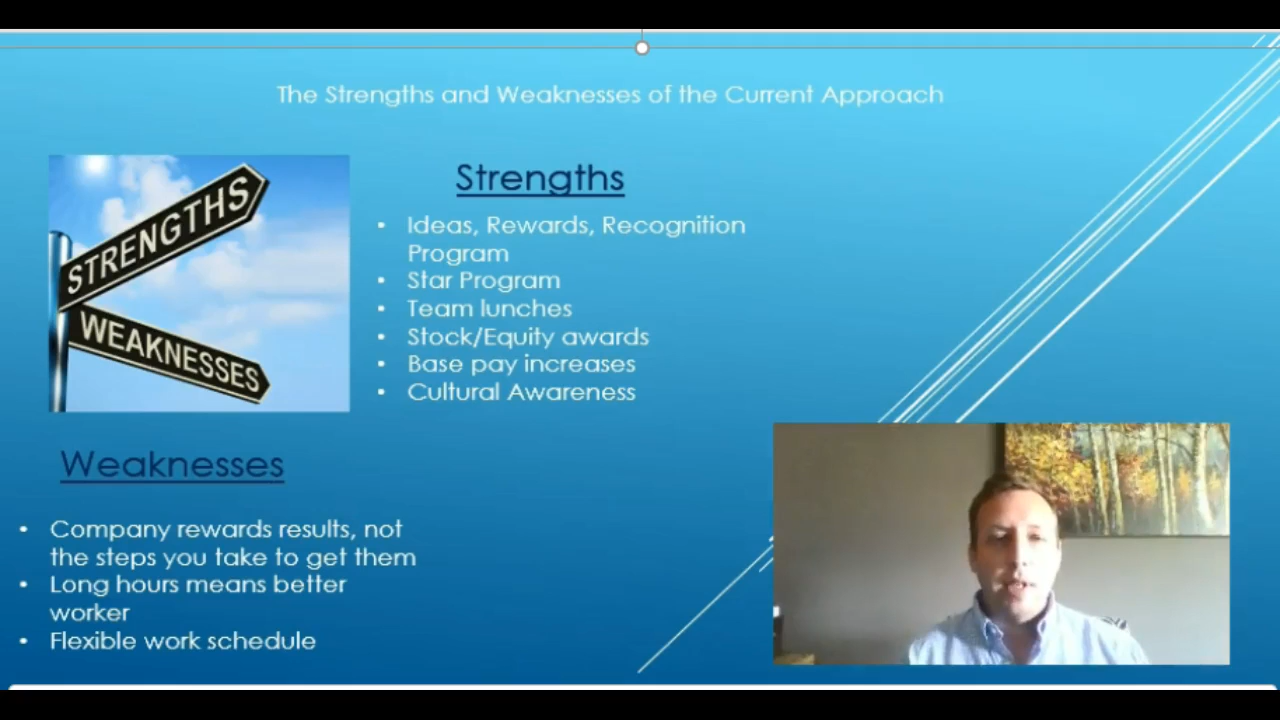 The Strengths and Weaknesses of the Current Approach
STRENGTHS
WEAKNESSES
Strengths
• Ideas, Rewards, Recognition
Program
• Star Program
• Team lunches
• Stock/Equity awards
• Base pay increases
• Cultural Awareness
Weaknesses
• Company rewards results, not
the steps you take to get them
• Long hours means better
worker
• Flexible work schedule